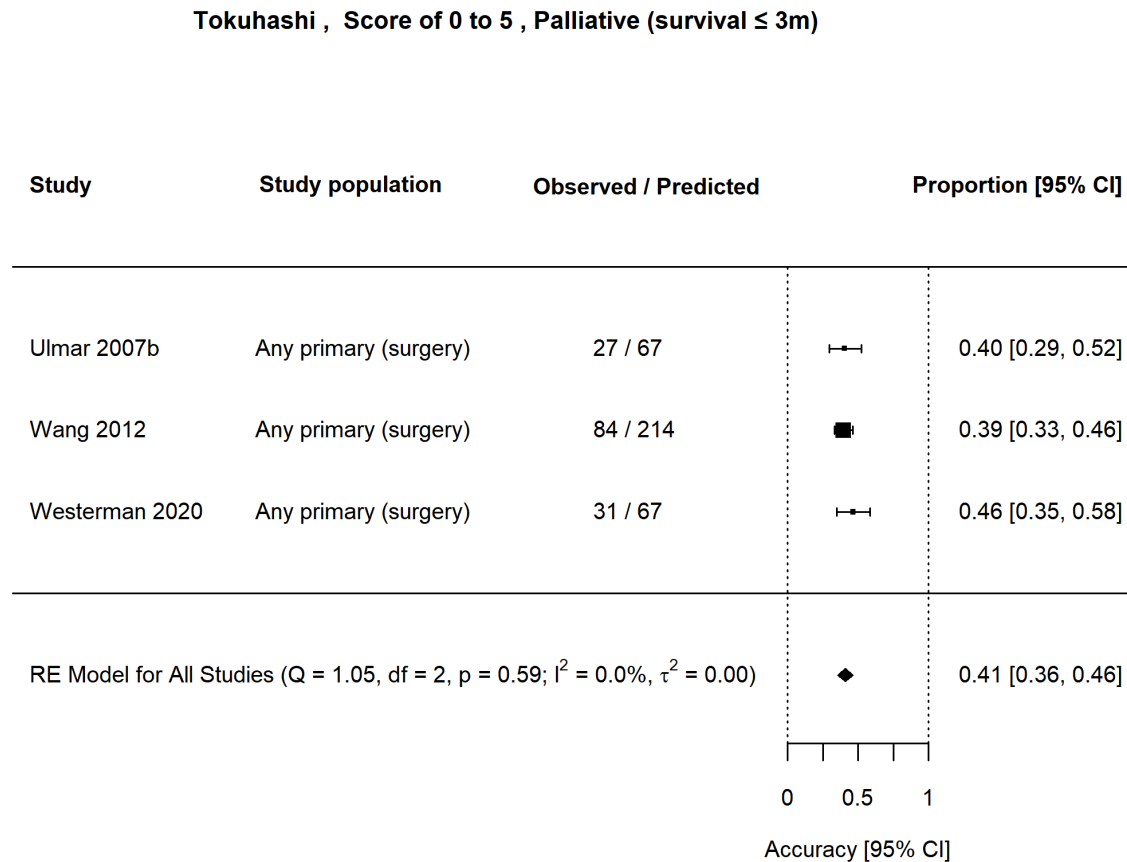 Tokuhashi ,  Score of 0 to 5 , Palliative (survival ≤ 3m)
Study Study population Observed / Predicted Proportion [95% CI]
Ulmar 2007b Any primary (surgery) 27 / 67 0.40 [0.29, 0.52]
Wang 2012 Any primary (surgery) 84 / 214 0.39 [0.33, 0.46]
Westerman 2020 Any primary (surgery) 31 / 67 0.46 [0.35, 0.58]
RE Model for All Studies (Q = 1.05, df = 2, p = 0.59; I² = 0.0%, τ² = 0.00) 0.41 [0.36, 0.46]
0 0.5 1
Accuracy [95% CI]